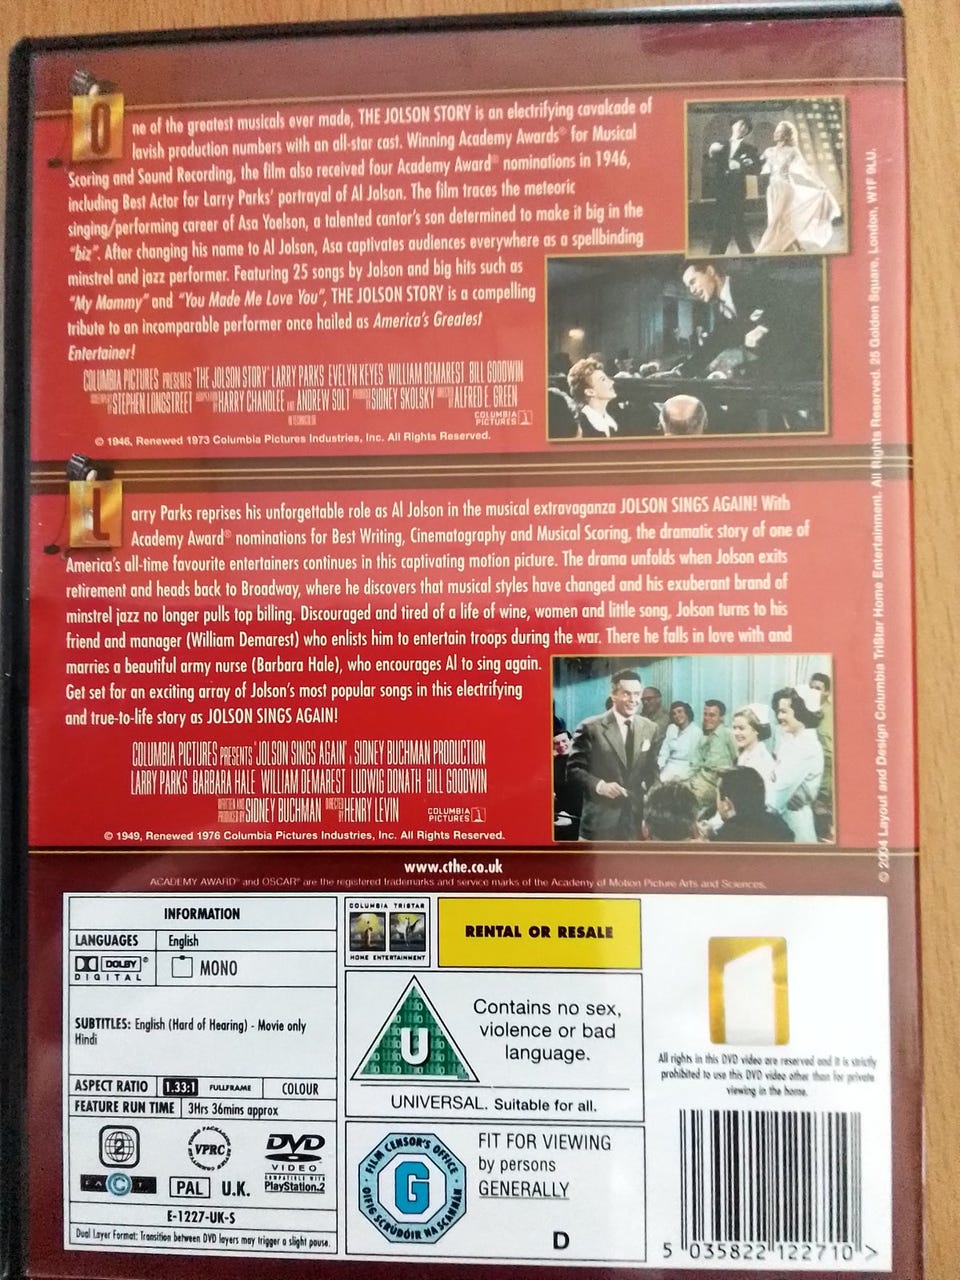 One of the greatest musicals ever made, THE JOLSON STORY is an electrifying cavalcade of
lavish production numbers with an all-star cast. Winning Academy Awards® for Musical
Scoring and Sound Recording, the film also received four Academy Award® nominations in 1946,
including Best Actor for Larry Parks' portrayal of Al Jolson. The film traces the meteoric
singing/performing career of Asa Yoelson, a talented cantor's son determined to make it big in the
"biz". After changing his name to Al Jolson, Asa captivates audiences everywhere as a spellbinding
minstrel and jazz performer. Featuring 25 songs by Jolson and big hits such as
"My Mammy" and "You Made Me Love You", THE JOLSON STORY is a compelling
tribute to an incomparable performer once hailed as America's Greatest
Entertainer!
COLUMBIA PICTURES PRESENTS "THE JOLSON STORY" LARRY PARKS EVELYN KEYES WILLIAM DEMAREST BILL GOODWIN
STEPHEN LONGSTREET HARRY CHANDLEE AND ANDREW SOLT SIDNEY SKOLSKY ALFRED E. GREEN
COLUMBIA
PICTURES
© 1946, Renewed 1973 Columbia Pictures Industries, Inc. All Rights Reserved.
Larry Parks reprises his unforgettable role as Al Jolson in the musical extravaganza JOLSON SINGS AGAIN! With
Academy Award® nominations for Best Writing, Cinematography and Musical Scoring, the dramatic story of one of
America's all-time favourite entertainers continues in this captivating motion picture. The drama unfolds when Jolson exits
retirement and heads back to Broadway, where he discovers that musical styles have changed and his exuberant brand of
minstrel jazz no longer pulls top billing. Discouraged and tired of a life of wine, women and little song, Jolson turns to his
friend and manager (William Demarest) who enlists him to entertain troops during the war. There he falls in love with and
marries a beautiful army nurse (Barbara Hale), who encourages Al to sing again.
Get set for an exciting array of Jolson's most popular songs in this electrifying
and true-to-life story as JOLSON SINGS AGAIN!
COLUMBIA PICTURES PRESENTS "JOLSON SINGS AGAIN", SIDNEY BUCHMAN PRODUCTION
LARRY PARKS BARBARA HALE WILLIAM DEMAREST LUDWIG DONATH BILL GOODWIN
WRITTEN AND PRODUCED BY SIDNEY BUCHMAN DIRECTED BY HENRY LEVIN
COLUMBIA
PICTURES
© 1949, Renewed 1976 Columbia Pictures Industries, Inc. All Rights Reserved.
www.cthe.co.uk
ACADEMY AWARD® and OSCAR® are the registered trademarks and service marks of the Academy of Motion Picture Arts and Sciences.
© 2004 Layout and Design Columbia TriStar Home Entertainment. All Rights Reserved. 25 Golden Square, London, W1F 9LU.
INFORMATION
LANGUAGES English
DOLBY® DIGITAL MONO
SUBTITLES: English (Hard of Hearing) - Movie only
Hindi
ASPECT RATIO 1.33:1 FULLFRAME COLOUR
FEATURE RUN TIME 3Hrs 36mins approx
2
VPRC
DVD
VIDEO
COMPATIBLE WITH
PlayStation.2
FACT
PAL U.K.
E-1227-UK-S
Dual Layer Format: Transition between DVD layers may trigger a slight pause.
COLUMBIA TRISTAR
HOME ENTERTAINMENT
RENTAL OR RESALE
U
Contains no sex,
violence or bad
language.
UNIVERSAL. Suitable for all.
FILM CENSOR'S OFFICE
G
OIFIG SCRÚDÓIR NA SCANNÁN
FIT FOR VIEWING
by persons
GENERALLY
D
All rights in this DVD video are reserved and it is strictly
prohibited to use this DVD video other than for private
viewing in the home.
5 035822 122710 >